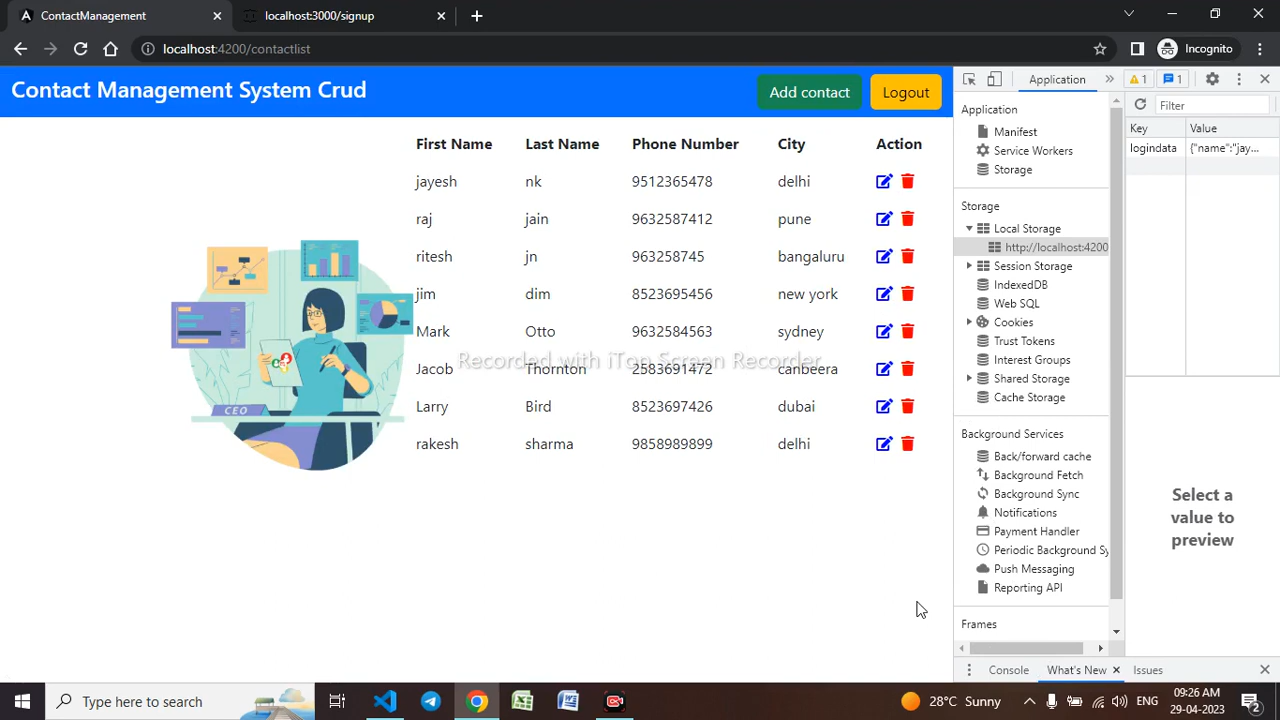 ContactManagement
localhost:3000/signup
localhost:4200/contactlist
Incognito
Contact Management System Crud
Add contact
Logout
First Name Last Name Phone Number City Action
jayesh nk 9512365478 delhi
raj jain 9632587412 pune
ritesh jn 963258745 bangaluru
jim dim 8523695456 new york
Mark Otto 9632584563 sydney
Jacob Thornton 2583691472 canbeera
Larry Bird 8523697426 dubai
rakesh sharma 9858989899 delhi
CEO
Recorded with iTop Screen Recorder
Application
1
1
Application
Manifest
Service Workers
Storage
Storage
Local Storage
http://localhost:4200
Session Storage
IndexedDB
Web SQL
Cookies
Trust Tokens
Interest Groups
Shared Storage
Cache Storage
Background Services
Back/forward cache
Background Fetch
Background Sync
Notifications
Payment Handler
Periodic Background Sy
Push Messaging
Reporting API
Frames
Filter
Key Value
logindata {"name":"jay...
Select a
value to
preview
Console
What's New
Issues
Type here to search
28°C Sunny
ENG
09:26 AM
29-04-2023
2